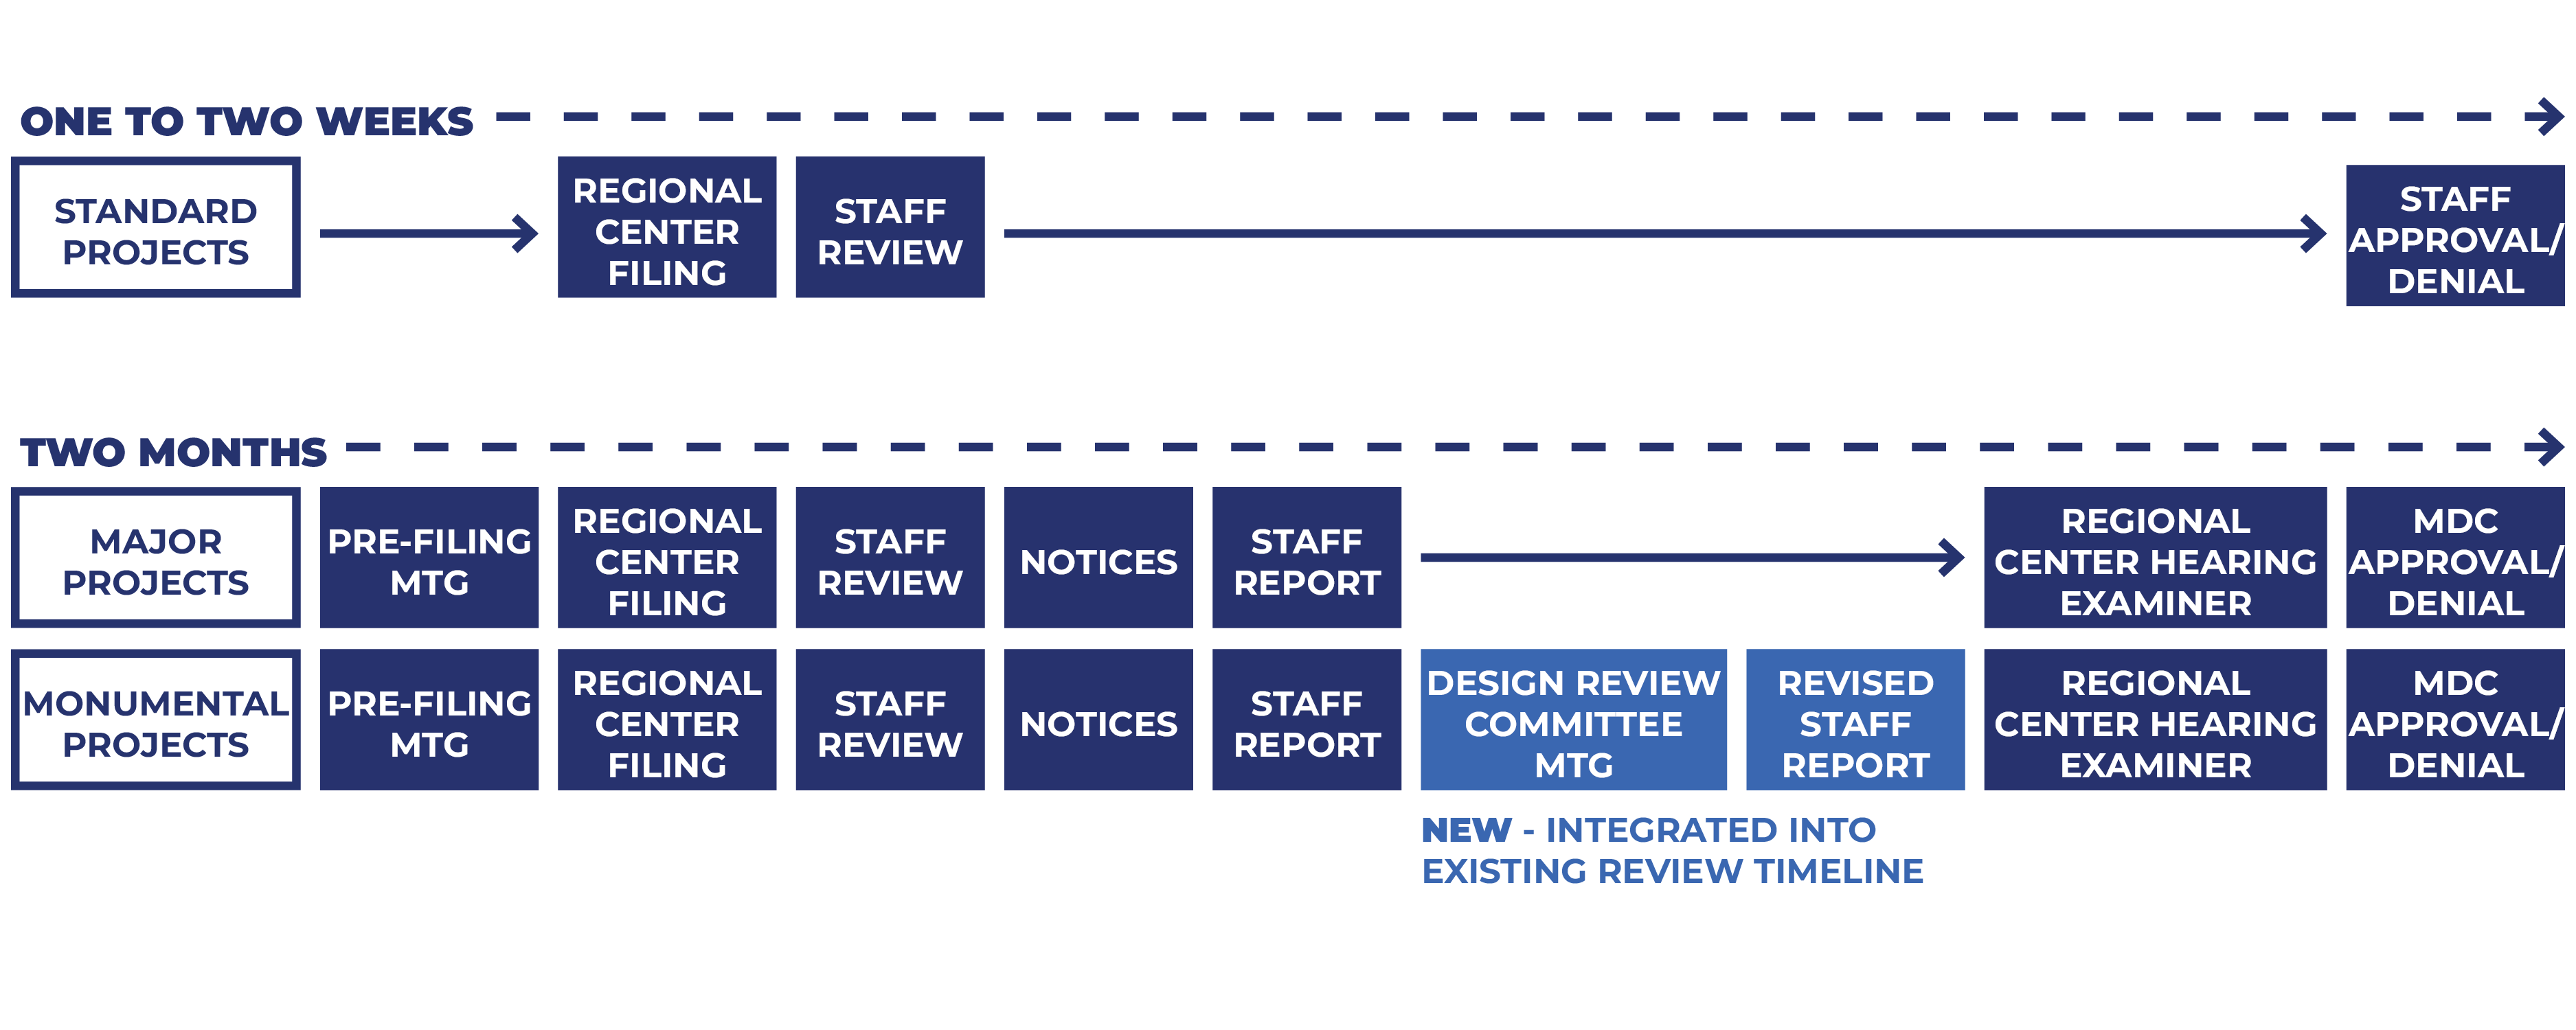 ONE TO TWO WEEKS
STANDARD
PROJECTS
REGIONAL
CENTER
FILING
STAFF
REVIEW
STAFF
APPROVAL/
DENIAL
TWO MONTHS
MAJOR
PROJECTS
PRE-FILING
MTG
REGIONAL
CENTER
FILING
STAFF
REVIEW
NOTICES
STAFF
REPORT
REGIONAL
CENTER HEARING
EXAMINER
MDC
APPROVAL/
DENIAL
MONUMENTAL
PROJECTS
PRE-FILING
MTG
REGIONAL
CENTER
FILING
STAFF
REVIEW
NOTICES
STAFF
REPORT
DESIGN REVIEW
COMMITTEE
MTG
REVISED
STAFF
REPORT
REGIONAL
CENTER HEARING
EXAMINER
MDC
APPROVAL/
DENIAL
NEW - INTEGRATED INTO
EXISTING REVIEW TIMELINE